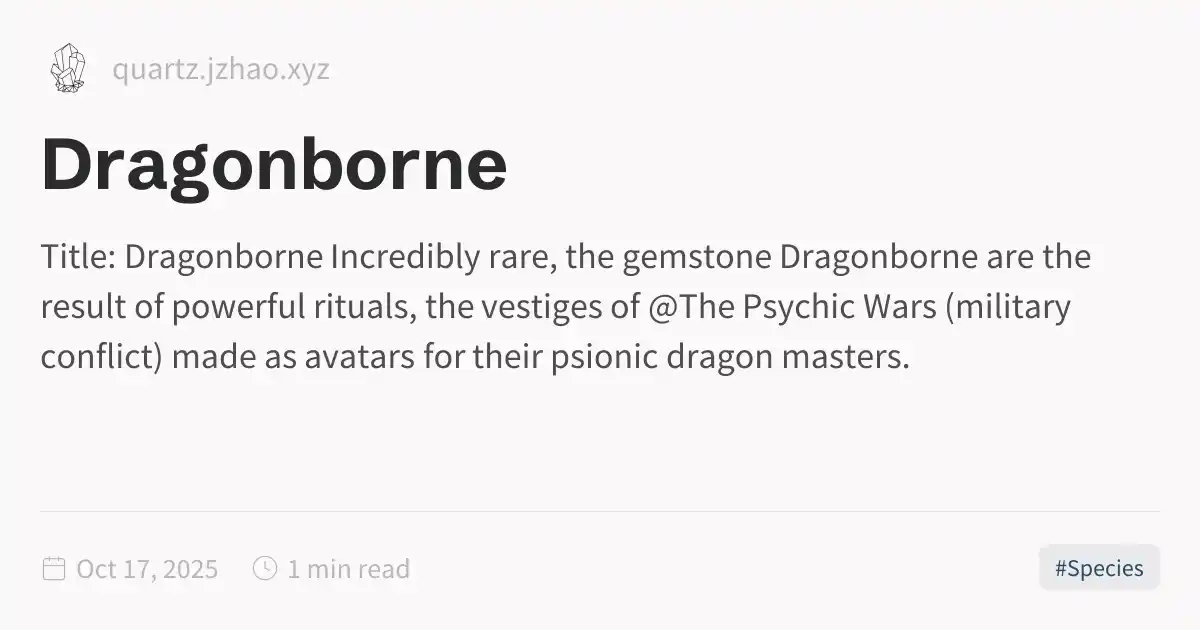 quartz.jzhao.xyz
Dragonborne
Title: Dragonborne Incredibly rare, the gemstone Dragonborne are the
result of powerful rituals, the vestiges of @The Psychic Wars (military
conflict) made as avatars for their psionic dragon masters.
Oct 17, 2025 1 min read #Species